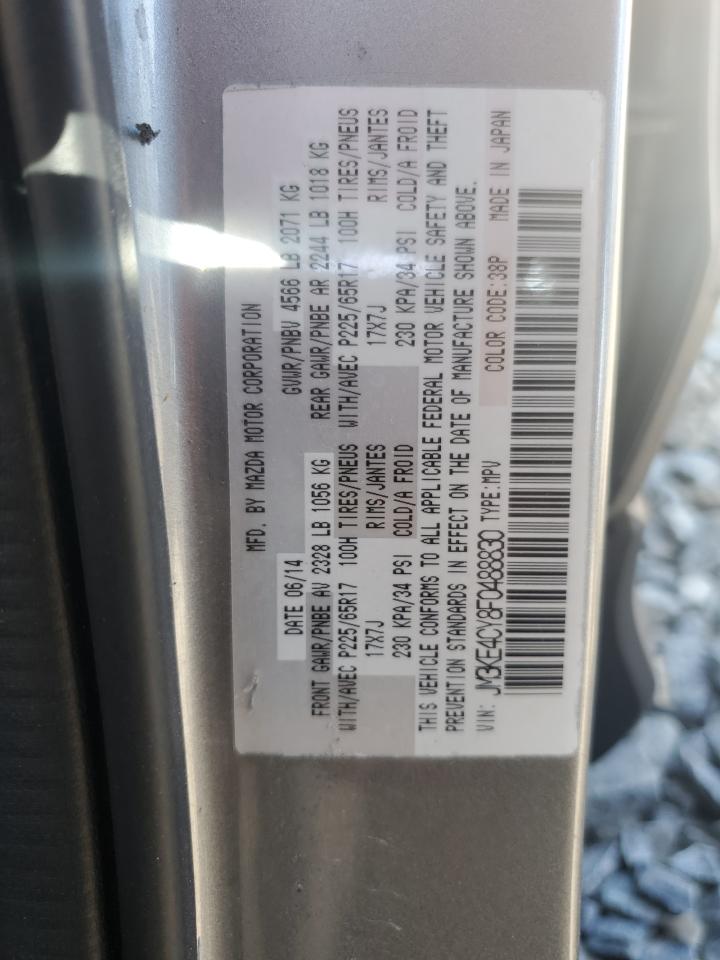 MFD. BY MAZDA MOTOR CORPORATION
DATE 06/14 GVWR/PNBV 4566 LB 2071 KG
FRONT GAWR/PNBE AV 2328 LB 1056 KG REAR GAWR/PNBE AR 2244 LB 1018 KG
WITH/AVEC P225/65R17 100H TIRES/PNEUS WITH/AVEC P225/65R17 100H TIRES/PNEUS
17X7J RIMS/JANTES 17X7J RIMS/JANTES
230 KPA/34 PSI COLD/A FROID 230 KPA/34 PSI COLD/A FROID
THIS VEHICLE CONFORMS TO ALL APPLICABLE FEDERAL MOTOR VEHICLE SAFETY AND THEFT
PREVENTION STANDARDS IN EFFECT ON THE DATE OF MANUFACTURE SHOWN ABOVE.
VIN: JM3KE4CY8F0488830 TYPE:MPV COLOR CODE:38P MADE IN JAPAN